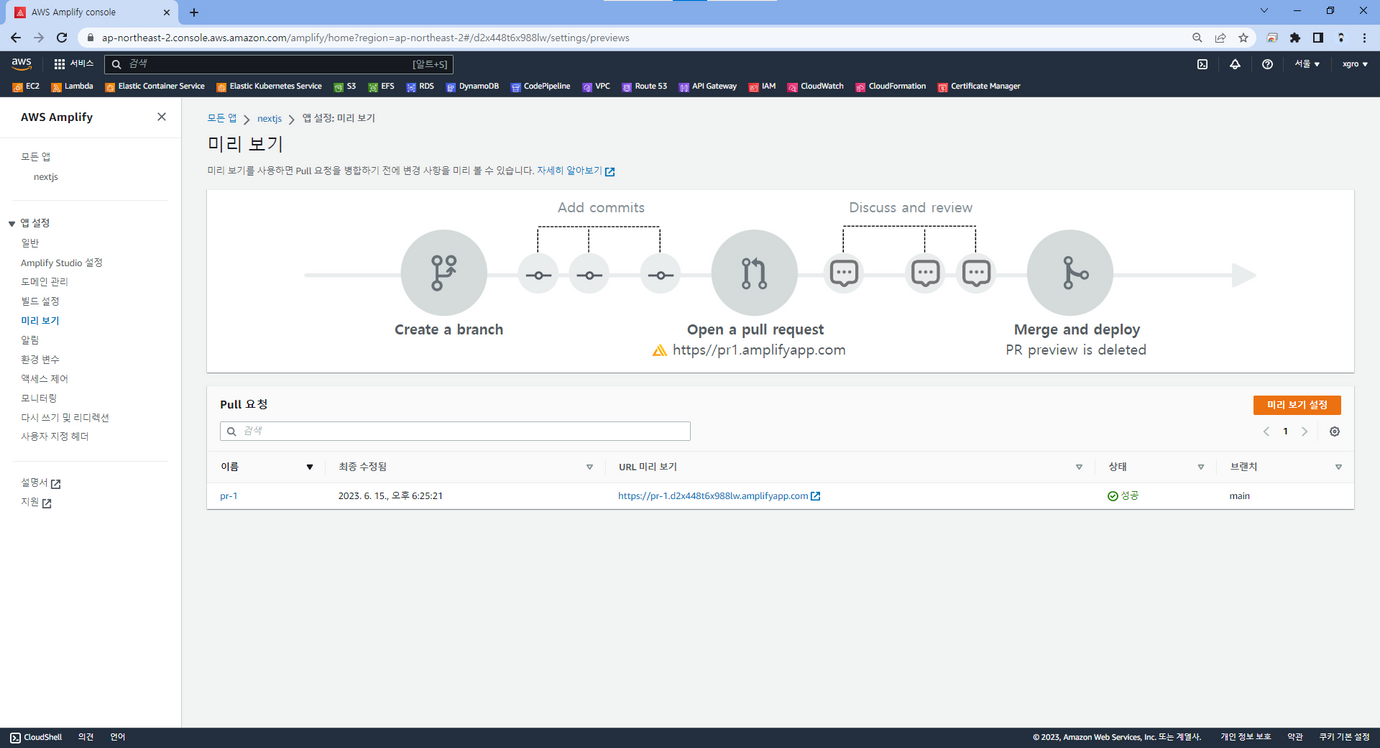 AWS Amplify console
ap-northeast-2.console.aws.amazon.com/amplify/home?region=ap-northeast-2#/d2x448t6x988lw/settings/previews
aws 서비스 검색 [알트+S] 서울 ▼ xgro ▼
EC2 Lambda Elastic Container Service Elastic Kubernetes Service S3 EFS RDS DynamoDB CodePipeline VPC Route 53 API Gateway IAM CloudWatch CloudFormation Certificate Manager
AWS Amplify
모든 앱
nextjs
앱 설정
일반
Amplify Studio 설정
도메인 관리
빌드 설정
미리 보기
알림
환경 변수
액세스 제어
모니터링
다시 쓰기 및 리디렉션
사용자 지정 헤더
설명서
지원
모든 앱 > nextjs > 앱 설정: 미리 보기
미리 보기
미리 보기를 사용하면 Pull 요청을 병합하기 전에 변경 사항을 미리 볼 수 있습니다. 자세히 알아보기
Add commits Discuss and review
Create a branch Open a pull request Merge and deploy
https//pr1.amplifyapp.com PR preview is deleted
Pull 요청 미리 보기 설정
검색 1
이름 최종 수정됨 URL 미리 보기 상태 브랜치
pr-1 2023. 6. 15., 오후 6:25:21 https://pr-1.d2x448t6x988lw.amplifyapp.com 성공 main
CloudShell 의견 언어 © 2023, Amazon Web Services, Inc. 또는 계열사. 개인 정보 보호 약관 쿠키 기본 설정